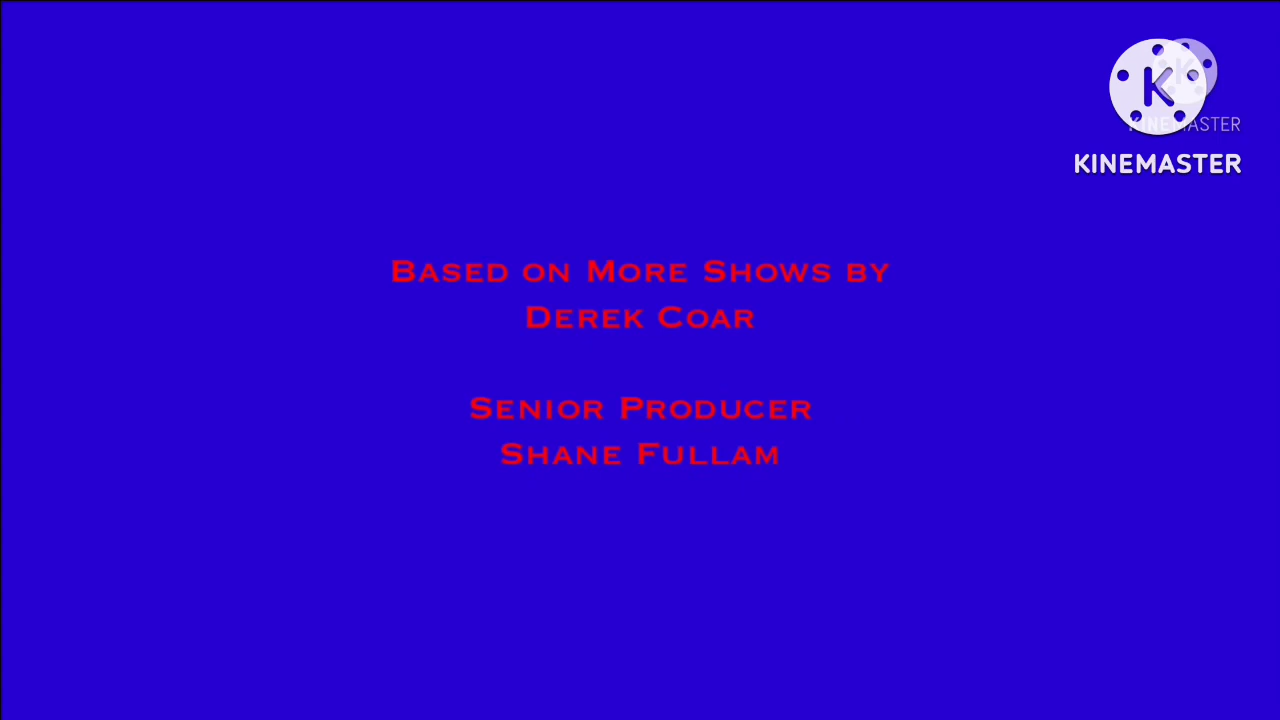 K
K
KINEMASTER
KINEMASTER
Based on More Shows by
Derek Coar
Senior Producer
Shane Fullam